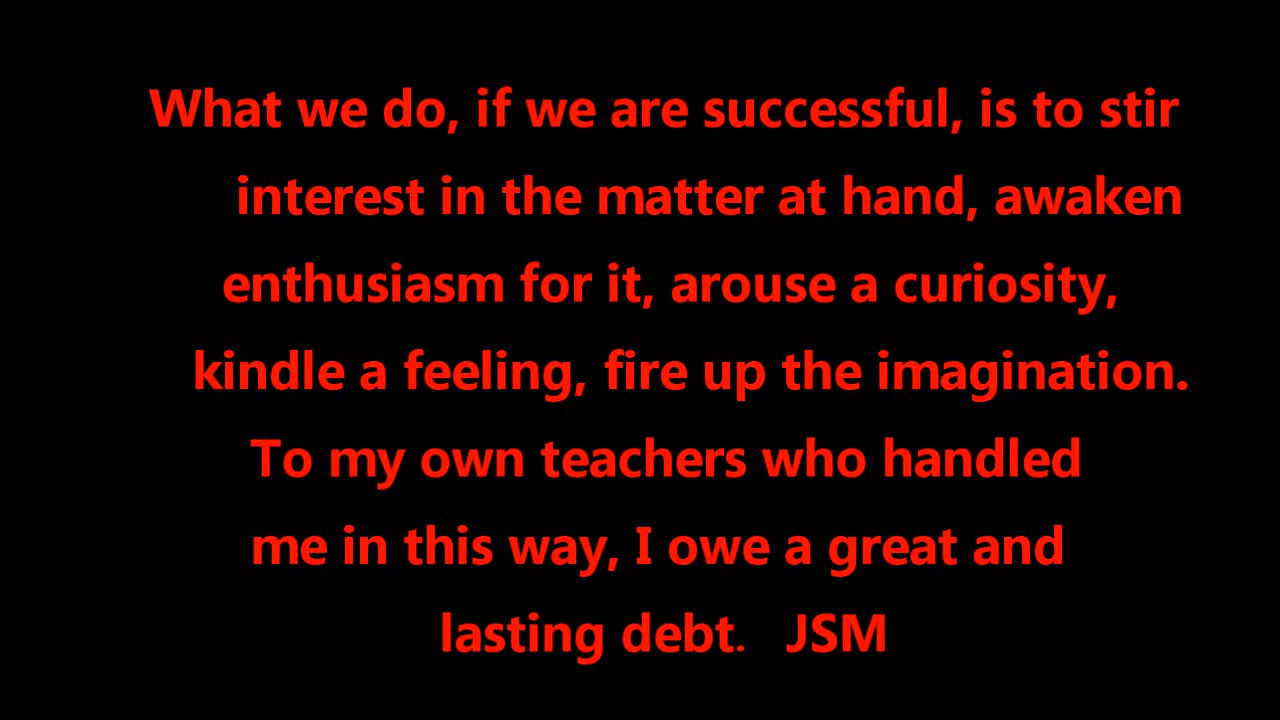 What we do, if we are successful, is to stir
interest in the matter at hand, awaken
enthusiasm for it, arouse a curiosity,
kindle a feeling, fire up the imagination.
To my own teachers who handled
me in this way, I owe a great and
lasting debt. JSM